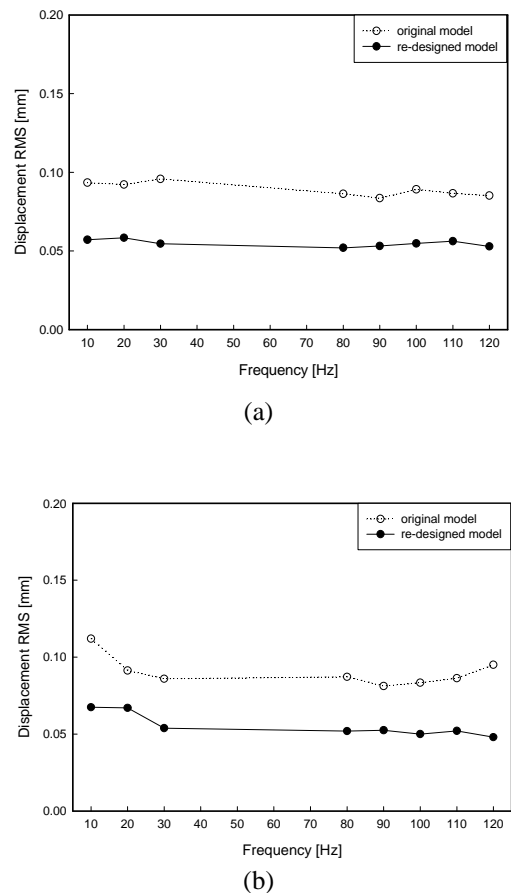 0.20
original model
re-designed model
0.15
0.10
0.05
0.00
Displacement RMS [mm]
10 20 30 40 50 60 70 80 90 100 110 120
Frequency [Hz]
(a)
0.20
original model
re-designed model
0.15
0.10
0.05
0.00
Displacement RMS [mm]
10 20 30 40 50 60 70 80 90 100 110 120
Frequency [Hz]
(b)